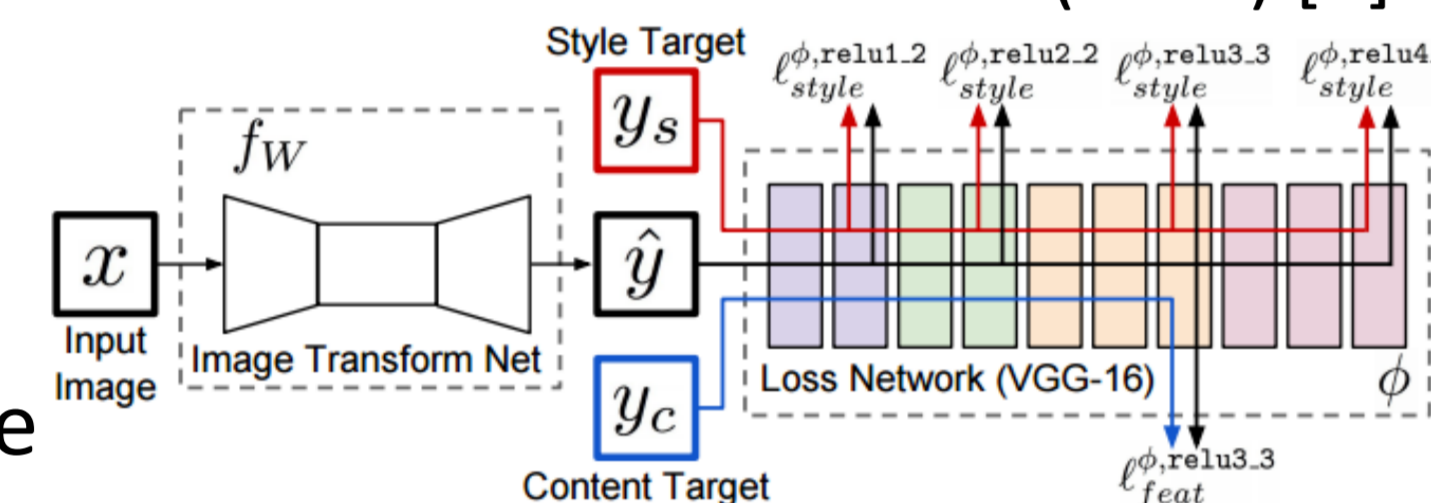 Style Target
ℓ^{ϕ,relu1_2}_{style} ℓ^{ϕ,relu2_2}_{style} ℓ^{ϕ,relu3_3}_{style} ℓ^{ϕ,relu4}_{style}
f_W
y_s
x
ŷ
Input
Image
Image Transform Net
Loss Network (VGG-16)
ϕ
y_c
e
Content Target
ℓ^{ϕ,relu3_3}_{feat}